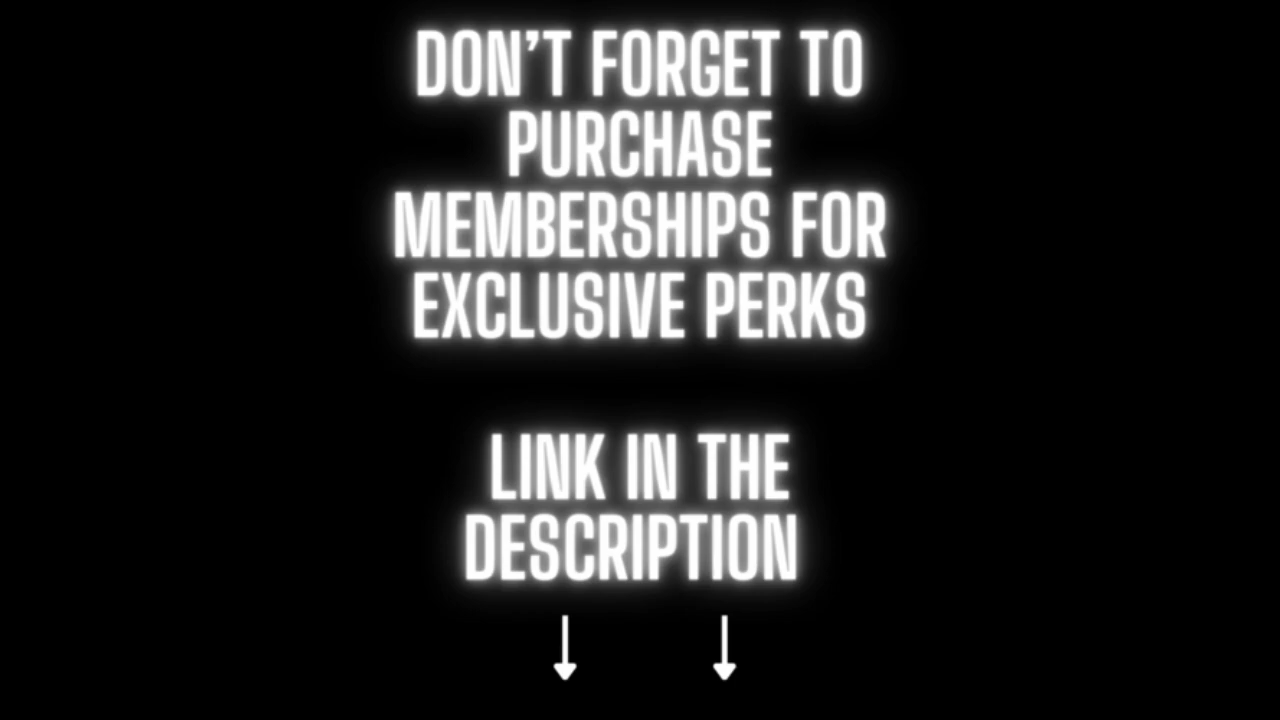 DON’T FORGET TO
PURCHASE
MEMBERSHIPS FOR
EXCLUSIVE PERKS
LINK IN THE
DESCRIPTION